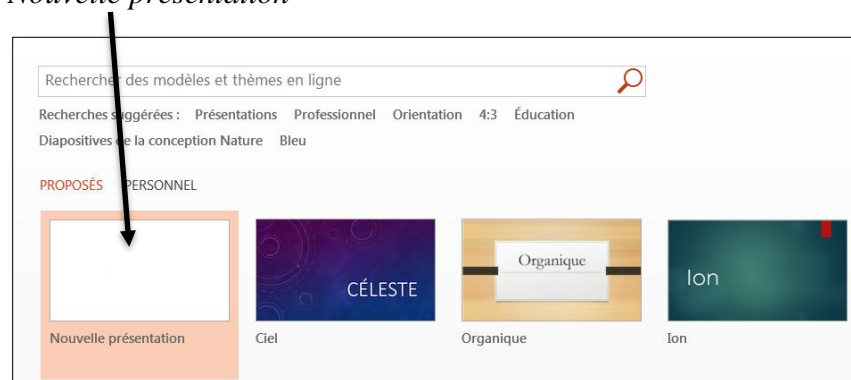 Nouvelle présentation
Rechercher des modèles et thèmes en ligne
Recherches suggérées : Présentations Professionnel Orientation 4:3 Éducation
Diapositives de la conception Nature Bleu
PROPOSÉS PERSONNEL
CÉLESTE
Organique
Ion
Nouvelle présentation Ciel Organique Ion